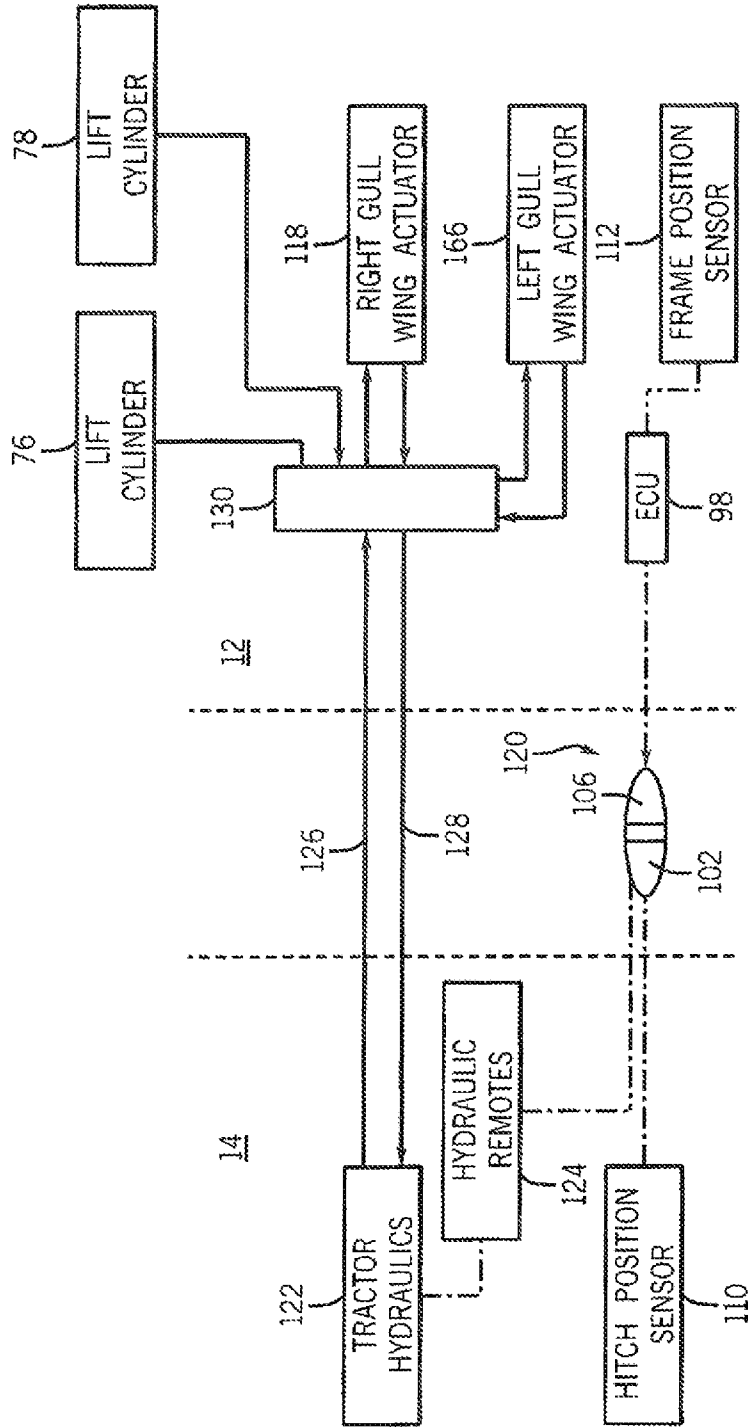 76
LIFT
CYLINDER
78
LIFT
CYLINDER
118
RIGHT GULL
WING ACTUATOR
166
LEFT GULL
WING ACTUATOR
112
FRAME POSITION
SENSOR
130
ECU
98
12
126
128
120
106
102
14
122
TRACTOR
HYDRAULICS
HYDRAULIC
REMOTES
124
HITCH POSITION
SENSOR
110